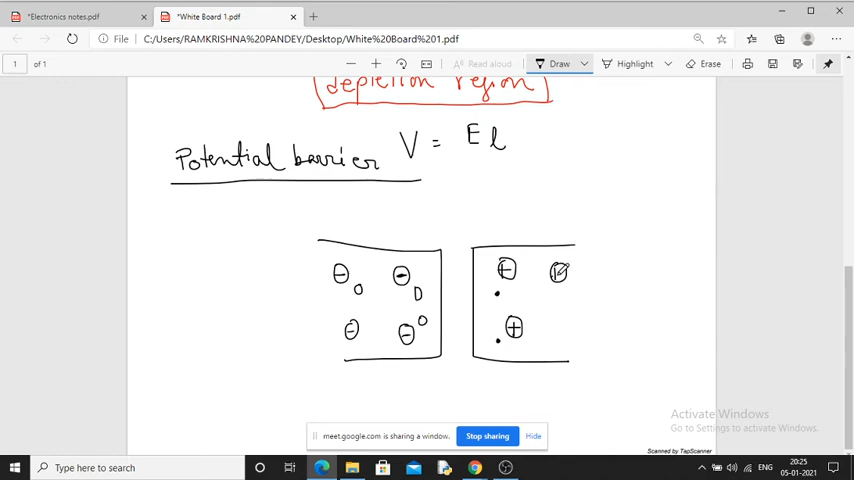 *Electronics notes.pdf
*White Board 1.pdf
File
C:/Users/RAMKRISHNA%20PANDEY/Desktop/White%20Board%201.pdf
1 of 1
Read aloud
Draw
Highlight
Erase
depletion region
Potential barrier V = E l
meet.google.com is sharing a window.
Stop sharing
Hide
Activate Windows
Go to Settings to activate Windows.
Scanned by TapScanner
Type here to search
ENG
20:25
05-01-2021